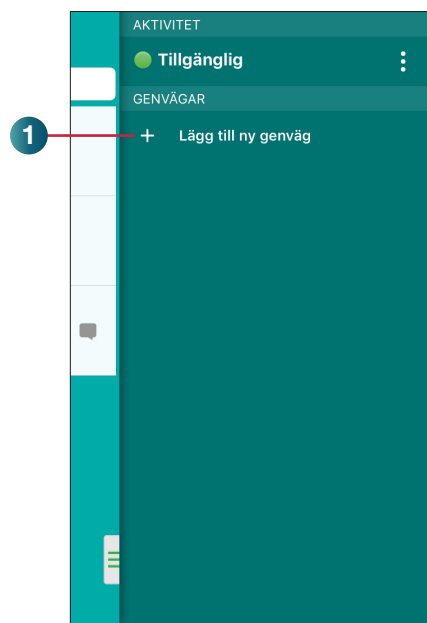 AKTIVITET
Tillgänglig
GENVÄGAR
1
+ Lägg till ny genväg